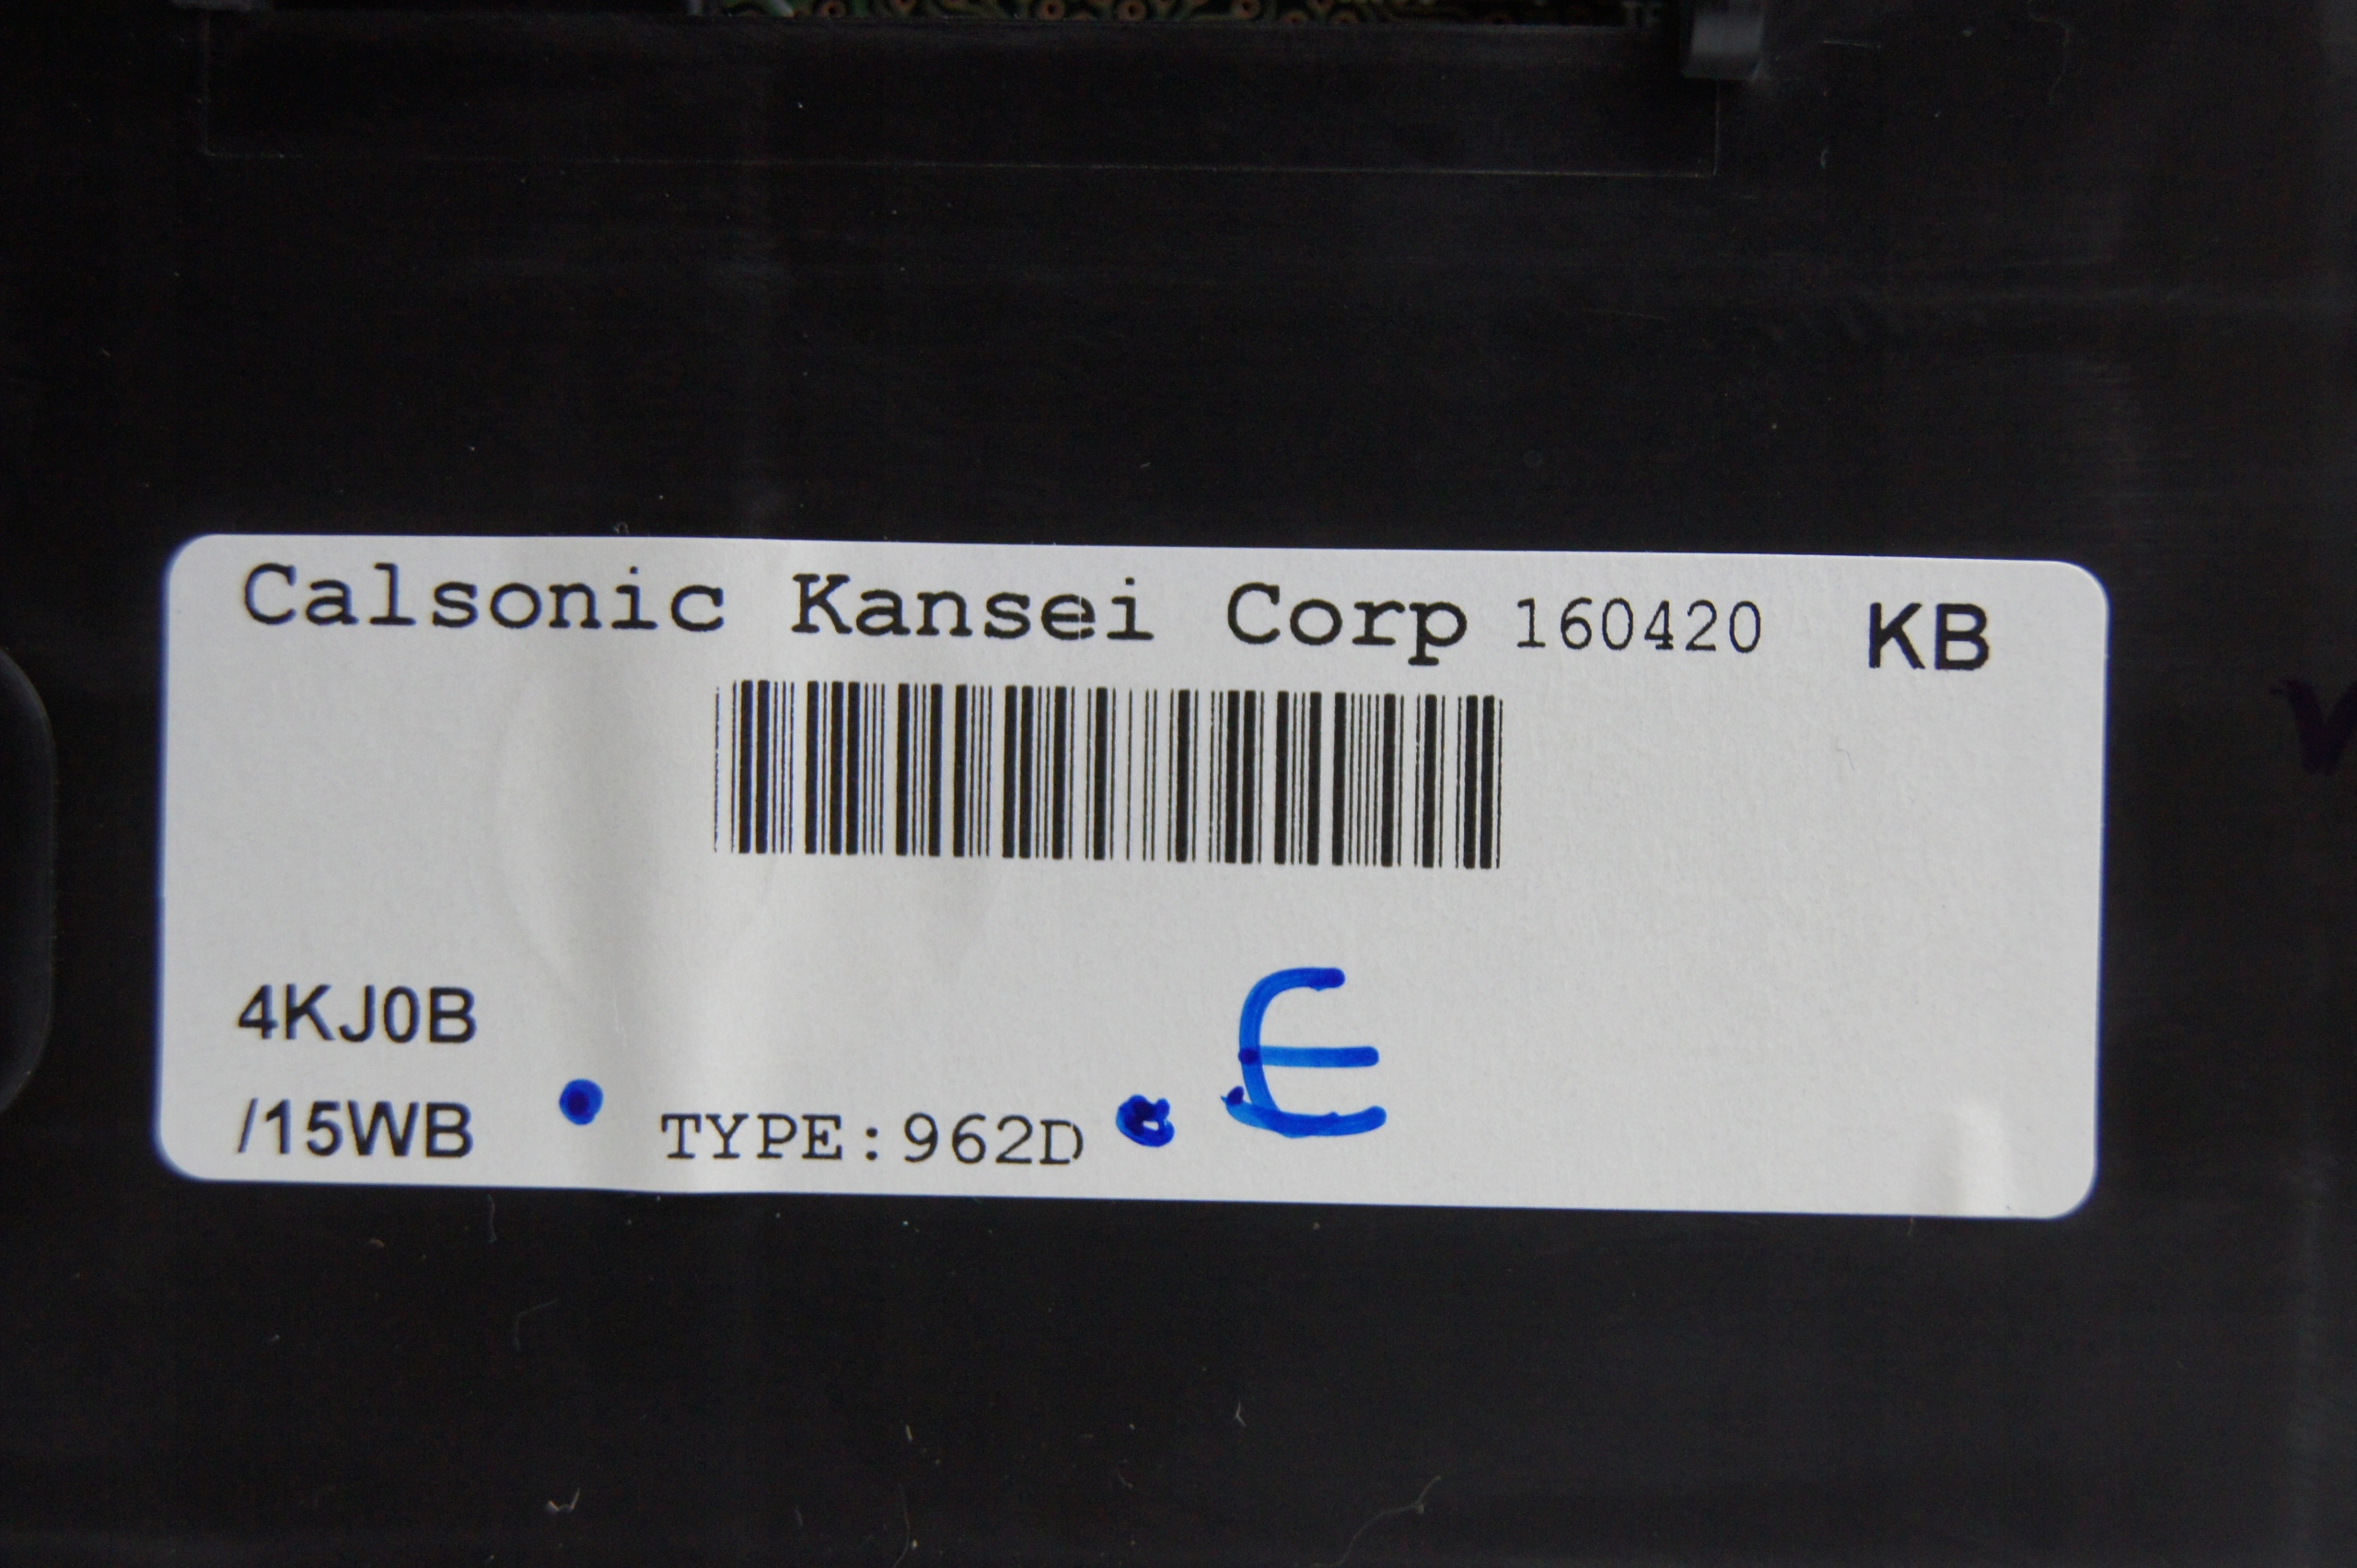 Calsonic Kansei Corp 160420 KB
4KJ0B
E
/15WB TYPE:962D